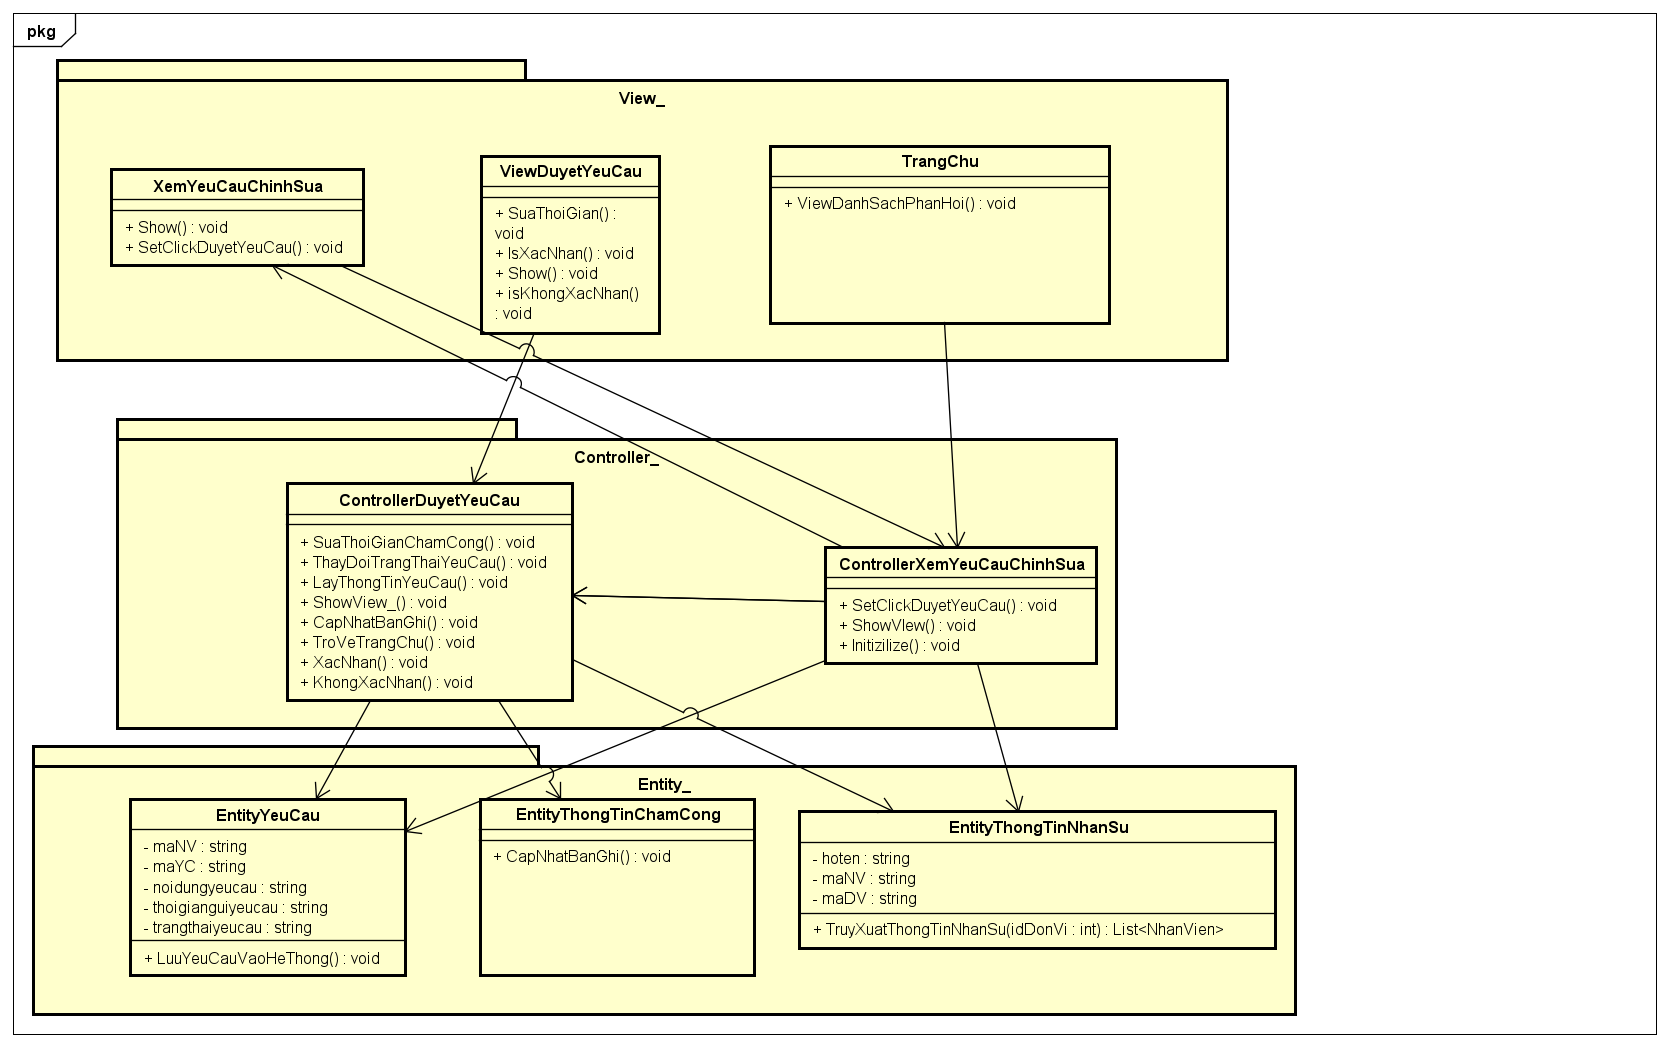 pkg
View_
XemYeuCauChinhSua
+ Show() : void
+ SetClickDuyetYeuCau() : void
ViewDuyetYeuCau
+ SuaThoiGian() :
void
+ IsXacNhan() : void
+ Show() : void
+ isKhongXacNhan()
: void
TrangChu
+ ViewDanhSachPhanHoi() : void
Controller_
ControllerDuyetYeuCau
+ SuaThoiGianChamCong() : void
+ ThayDoiTrangThaiYeuCau() : void
+ LayThongTinYeuCau() : void
+ ShowView_() : void
+ CapNhatBanGhi() : void
+ TroVeTrangChu() : void
+ XacNhan() : void
+ KhongXacNhan() : void
ControllerXemYeuCauChinhSua
+ SetClickDuyetYeuCau() : void
+ ShowVIew() : void
+ Initizilize() : void
Entity_
EntityYeuCau
- maNV : string
- maYC : string
- noidungyeucau : string
- thoigianguiyeucau : string
- trangthaiyeucau : string
+ LuuYeuCauVaoHeThong() : void
EntityThongTinChamCong
+ CapNhatBanGhi() : void
EntityThongTinNhanSu
- hoten : string
- maNV : string
- maDV : string
+ TruyXuatThongTinNhanSu(idDonVi : int) : List<NhanVien>